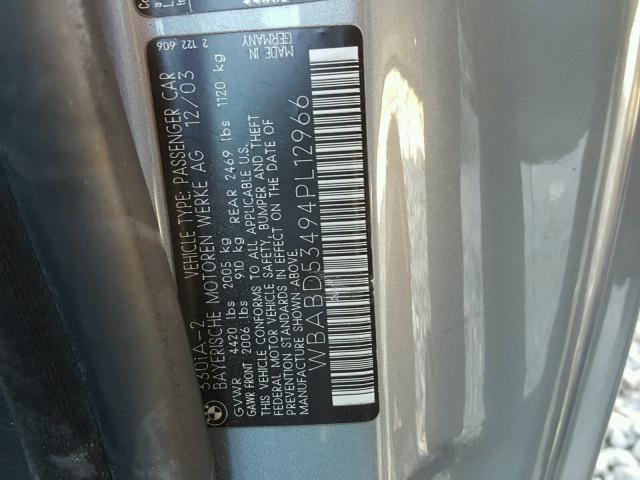 330iA-2 VEHICLE TYPE: PASSENGER CAR 2 122 606
BAYERISCHE MOTOREN WERKE AG 12/03
GVWR 4420 lbs 2005 kg
GAWR FRONT 2006 lbs 910 kg REAR 2469 lbs 1120 kg
THIS VEHICLE CONFORMS TO ALL APPLICABLE U.S.
FEDERAL MOTOR VEHICLE SAFETY, BUMPER AND THEFT
PREVENTION STANDARDS IN EFFECT ON THE DATE OF
MANUFACTURE SHOWN ABOVE.
MADE IN
GERMANY
WBABD53494PL12966